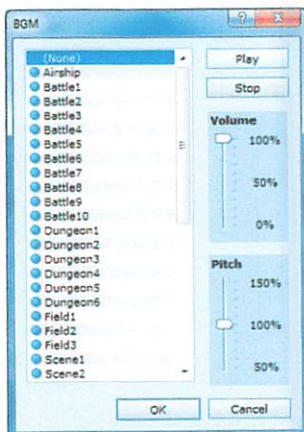 BGM
(None)
Airship
Battle1
Battle2
Battle3
Battle4
Battle5
Battle6
Battle7
Battle8
Battle9
Battle10
Dungeon1
Dungeon2
Dungeon3
Dungeon4
Dungeon5
Dungeon6
Field1
Field2
Field3
Scene1
Scene2
Play
Stop
Volume
100%
50%
0%
Pitch
150%
100%
50%
OK
Cancel